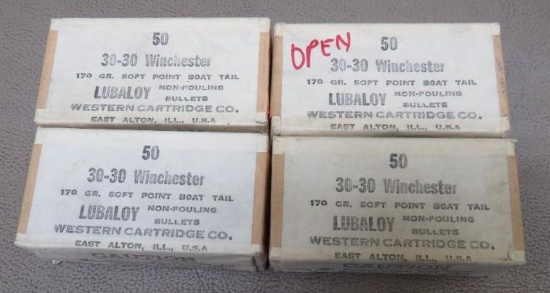 50
30-30 Winchester
170 GR. SOFT POINT BOAT TAIL
LUBALOY NON-FOULING BULLETS
WESTERN CARTRIDGE CO.
EAST ALTON, ILL., U.S.A
OPEN
50
30-30 Winchester
170 GR. SOFT POINT BOAT TAIL
LUBALOY NON-FOULING BULLETS
WESTERN CARTRIDGE CO.
EAST ALTON, ILL., U.S.A
50
30-30 Winchester
170 GR. SOFT POINT BOAT TAIL
LUBALOY NON-FOULING BULLETS
WESTERN CARTRIDGE CO.
EAST ALTON, ILL., U.S.A
CAUTION
50
30-30 Winchester
170 GR. SOFT POINT BOAT TAIL
LUBALOY NON-FOULING BULLETS
WESTERN CARTRIDGE CO.
EAST ALTON, ILL., U.S.A
CAUTION